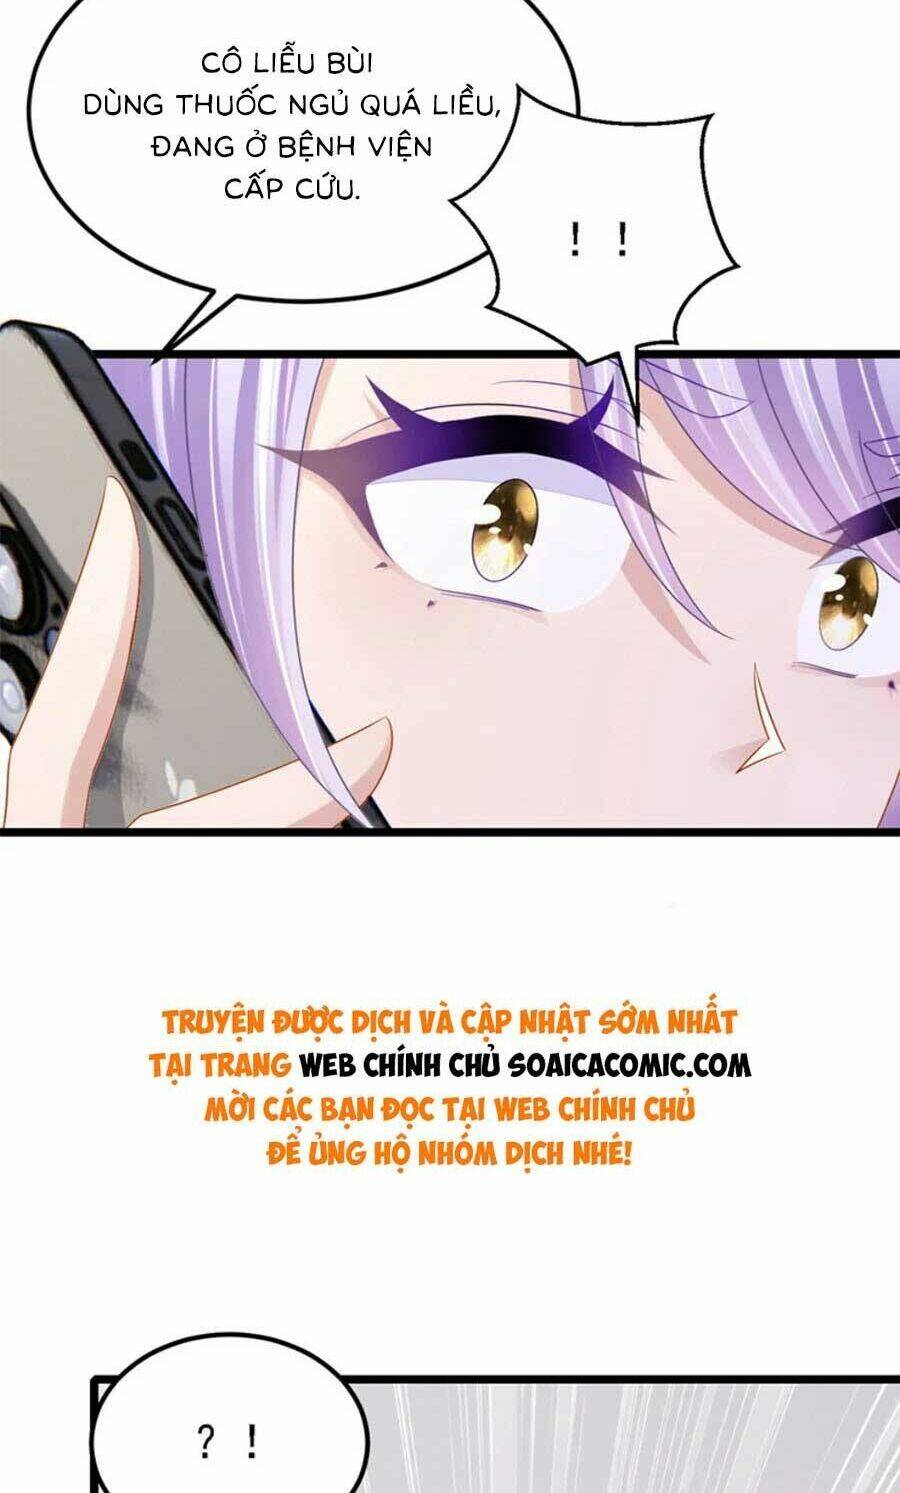 CÔ LIỄU BÙI
DÙNG THUỐC NGỦ QUÁ LIỀU,
ĐANG Ở BỆNH VIỆN
CẤP CỨU.
! !
TRUYỆN ĐƯỢC DỊCH VÀ CẬP NHẬT SỚM NHẤT
TẠI TRANG WEB CHÍNH CHỦ SOAICACOMIC.COM
MỜI CÁC BẠN ĐỌC TẠI WEB CHÍNH CHỦ
ĐỂ ỦNG HỘ NHÓM DỊCH NHÉ!
? !